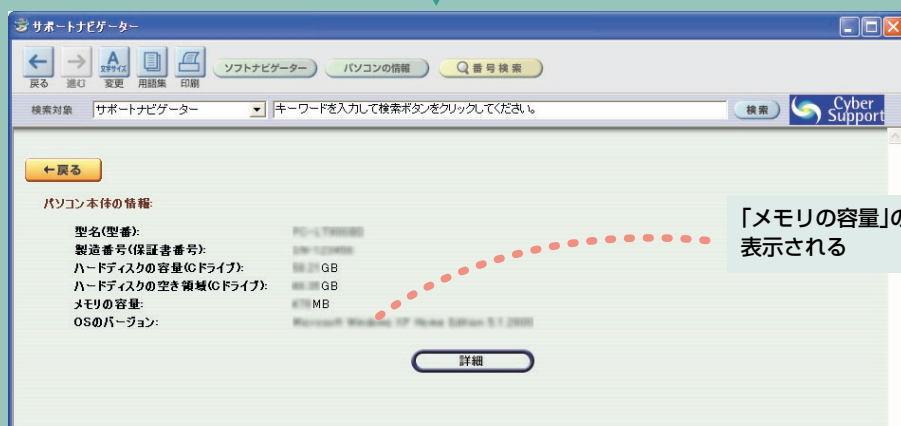 サポートナビゲーター
戻る 進む 文字サイズ 変更 用語集 印刷 ソフトナビゲーター パソコンの情報 番号検索
検索対象 サポートナビゲーター キーワードを入力して検索ボタンをクリックしてください。 検索 Cyber Support
←戻る
パソコン本体の情報:
型名(型番):
製造番号(保証書番号):
ハードディスクの容量(Cドライブ): GB
ハードディスクの空き領域(Cドライブ): GB
メモリの容量: MB
OSのバージョン:
詳細
「メモリの容量」の
表示される